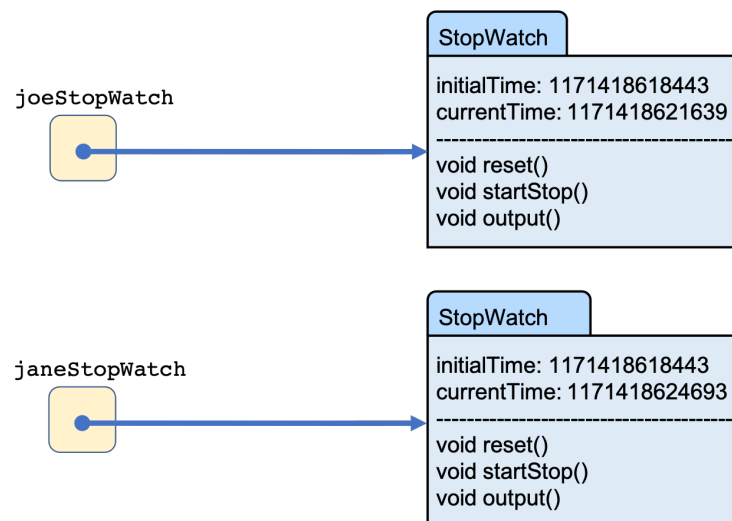 StopWatch
joeStopWatch
initialTime: 1171418618443
currentTime: 1171418621639
--------------------------------------
void reset()
void startStop()
void output()
StopWatch
janeStopWatch
initialTime: 1171418618443
currentTime: 1171418624693
--------------------------------------
void reset()
void startStop()
void output()